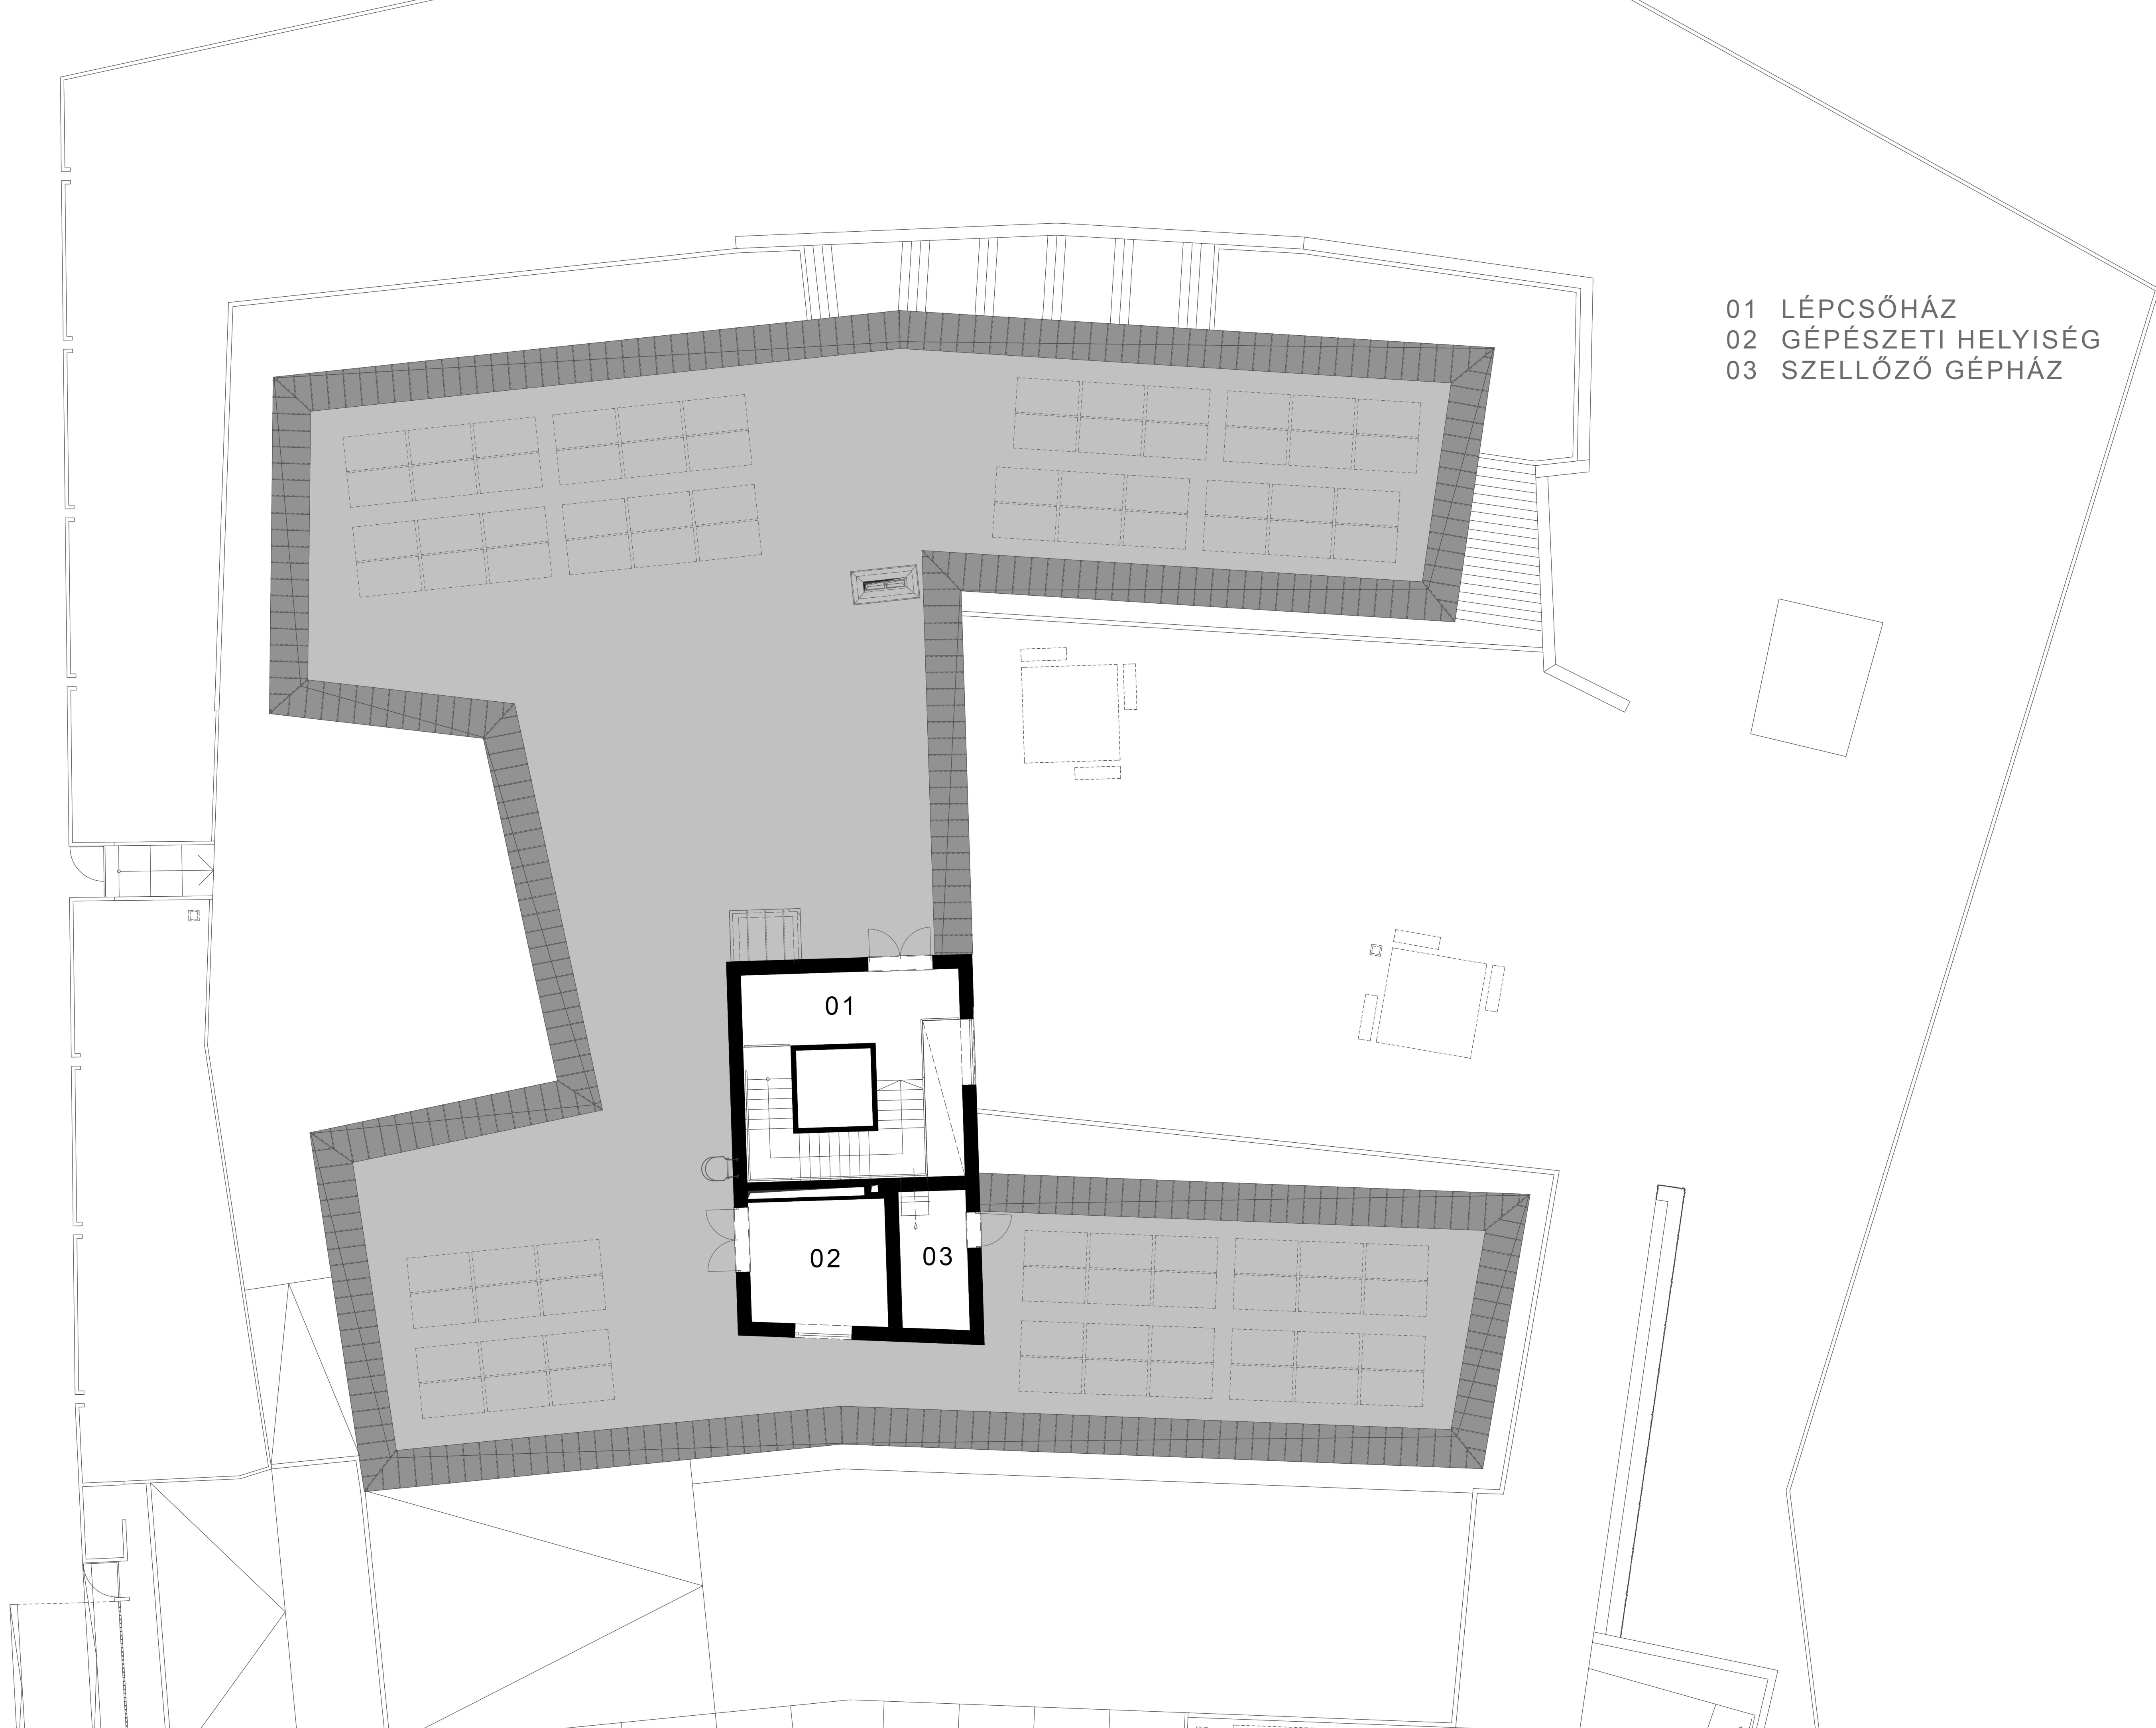 01 LÉPCSŐHÁZ
02 GÉPÉSZETI HELYISÉG
03 SZELLŐZŐ GÉPHÁZ
01
02
03